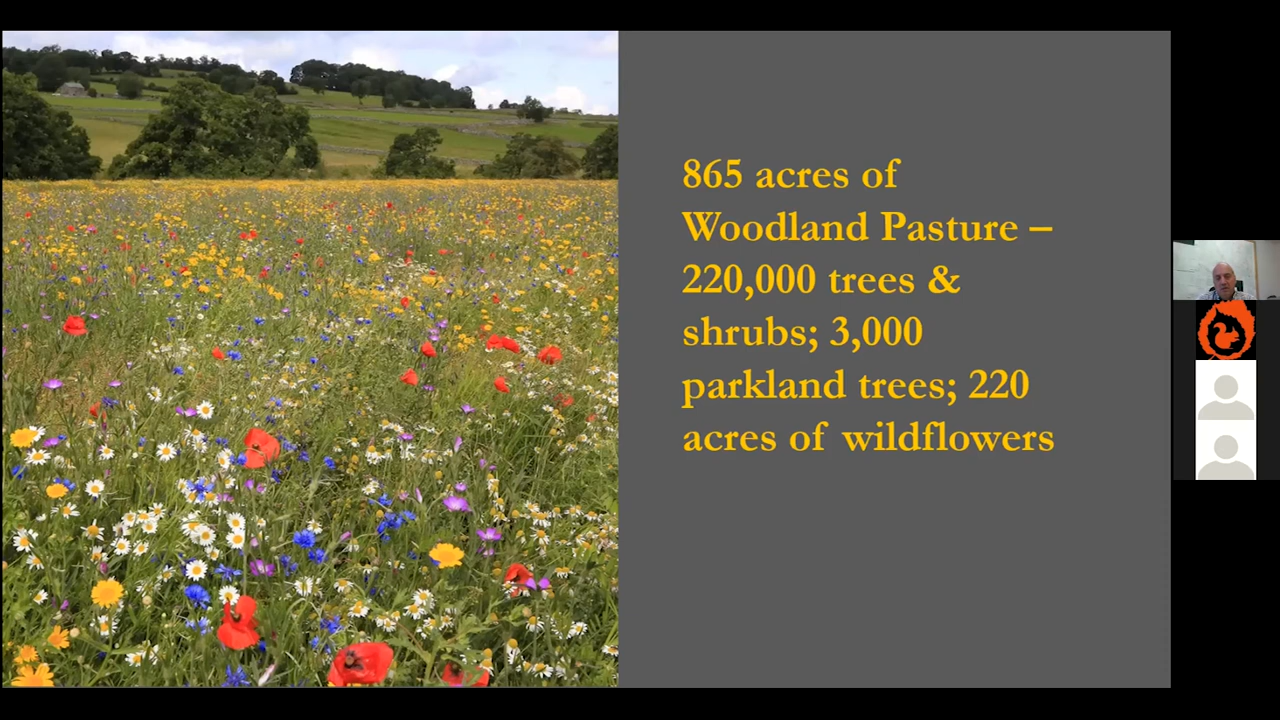 865 acres of
Woodland Pasture –
220,000 trees &
shrubs; 3,000
parkland trees; 220
acres of wildflowers